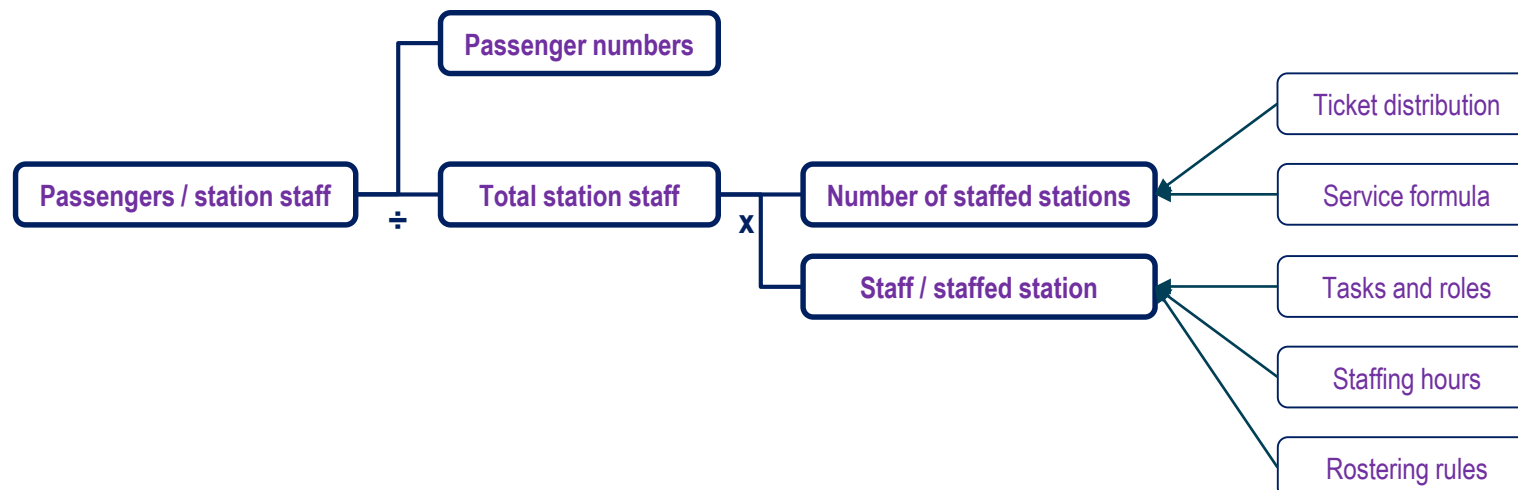 Passenger numbers
Ticket distribution
Passengers / station staff
÷
Total station staff
x
Number of staffed stations
Service formula
Staff / staffed station
Tasks and roles
Staffing hours
Rostering rules